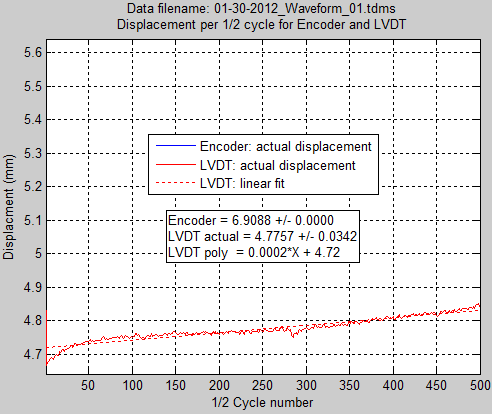 Data filename: 01-30-2012_Waveform_01.tdms
Displacement per 1/2 cycle for Encoder and LVDT
5.6
5.5
5.4
5.3
5.2
5.1
5
4.9
4.8
4.7
Displacment (mm)
Encoder: actual displacement
LVDT: actual displacement
LVDT: linear fit
Encoder = 6.9088 +/- 0.0000
LVDT actual = 4.7757 +/- 0.0342
LVDT poly = 0.0002*X + 4.72
50 100 150 200 250 300 350 400 450 500
1/2 Cycle number